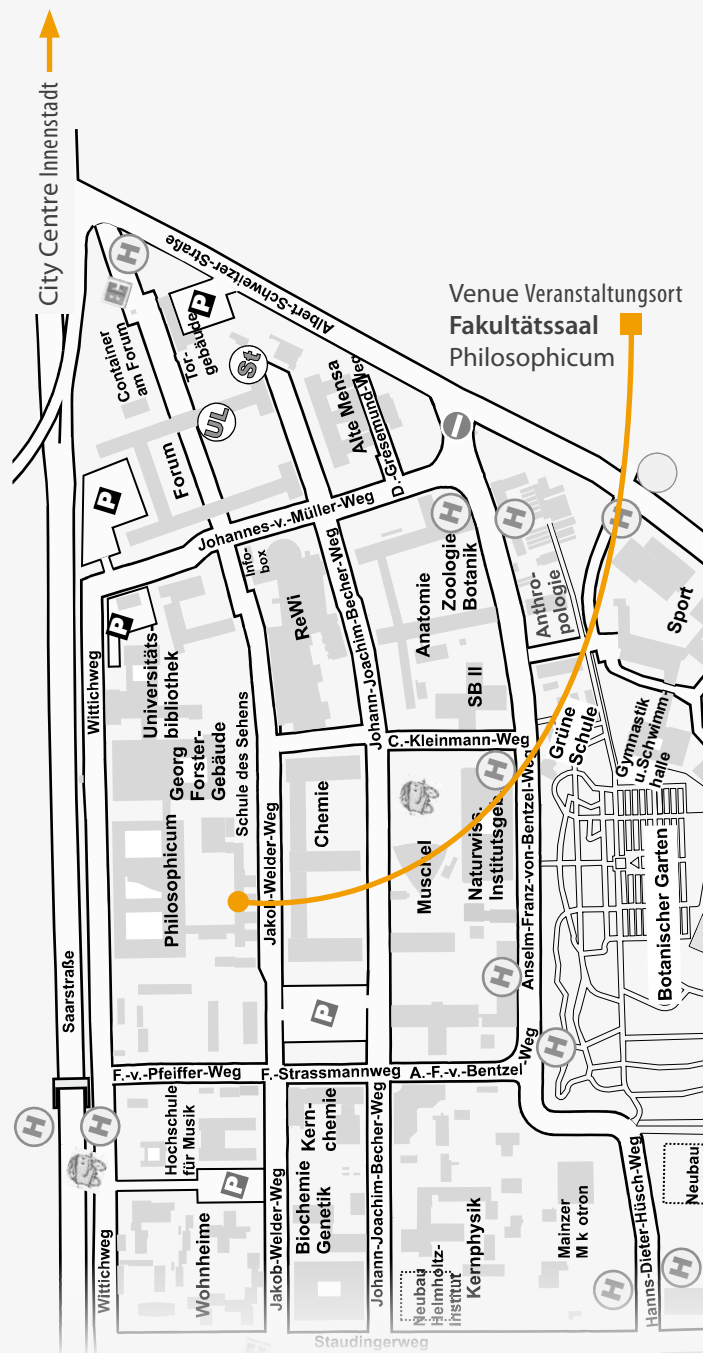 City Centre Innenstadt
Albert-Schweitzer-Straße
H
Container
am Forum
Tor-
gebäude
P
St
UL
Venue Veranstaltungsort
Fakultätssaal
Philosophicum
Alte Mensa
D.-Gresemund-Weg
Forum
P
Johannes-v.-Müller-Weg
H
H
H
Info-
box
ReWi
Johann-Joachim-Becher-Weg
Anatomie
Zoologie
Botanik
Anthro-
pologie
Sport
P
Wittichweg
Universitäts-
bibliothek
Georg
Forster-
Gebäude
Schule des Sehens
SB II
C.-Kleinmann-Weg
Grüne
Schule
Gymnastik
u.Schwimm-
halle
H
Philosophicum
Jakob-Welder-Weg
Chemie
Muschel
Naturwiss.
Institutsgeb.
Anselm-Franz-von-Bentzel-Weg
Botanischer Garten
Saarstraße
P
H
H
F.-v.-Pfeiffer-Weg
F.-Strassmannweg
A.-F.-v.-Bentzel-Weg
H
H
Hochschule
für Musik
Kern-
chemie
P
Wittichweg
Wohnheime
Jakob-Welder-Weg
Biochemie
Genetik
Johann-Joachim-Becher-Weg
Neubau
Helmholtz-
Institut
Kernphysik
Mainzer
M k otron
Hanns-Dieter-Hüsch-Weg
Neubau
H
H
Staudingerweg